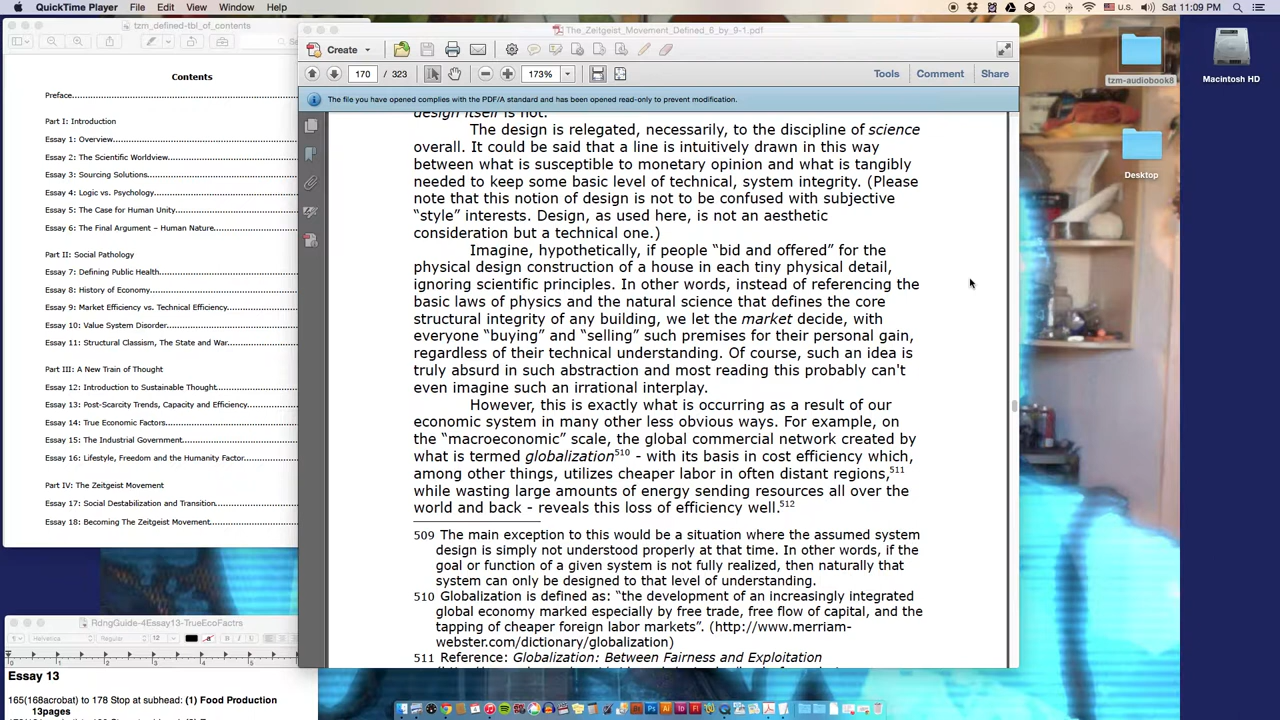 QuickTime Player File Edit View Window Help
U.S. Sat 11:09 PM
tzm_defined-tbl_of_contents
The_Zeitgeist_Movement_Defined_6_by_9-1.pdf
Create
170 / 323 173% Tools Comment Share
The file you have opened complies with the PDF/A standard and has been opened read-only to prevent modification.
Contents
Preface
Part I: Introduction
Essay 1: Overview
Essay 2: The Scientific Worldview
Essay 3: Sourcing Solutions
Essay 4: Logic vs. Psychology
Essay 5: The Case for Human Unity
Essay 6: The Final Argument – Human Nature
Part II: Social Pathology
Essay 7: Defining Public Health
Essay 8: History of Economy
Essay 9: Market Efficiency vs. Technical Efficiency
Essay 10: Value System Disorder
Essay 11: Structural Classism, The State and War
Part III: A New Train of Thought
Essay 12: Introduction to Sustainable Thought
Essay 13: Post-Scarcity Trends, Capacity and Efficiency
Essay 14: True Economic Factors
Essay 15: The Industrial Government
Essay 16: Lifestyle, Freedom and the Humanity Factor
Part IV: The Zeitgeist Movement
Essay 17: Social Destabilization and Transition
Essay 18: Becoming The Zeitgeist Movement
design itself is not.
The design is relegated, necessarily, to the discipline of science
overall. It could be said that a line is intuitively drawn in this way
between what is susceptible to monetary opinion and what is tangibly
needed to keep some basic level of technical, system integrity. (Please
note that this notion of design is not to be confused with subjective
“style” interests. Design, as used here, is not an aesthetic
consideration but a technical one.)
Imagine, hypothetically, if people “bid and offered” for the
physical design construction of a house in each tiny physical detail,
ignoring scientific principles. In other words, instead of referencing the
basic laws of physics and the natural science that defines the core
structural integrity of any building, we let the market decide, with
everyone “buying” and “selling” such premises for their personal gain,
regardless of their technical understanding. Of course, such an idea is
truly absurd in such abstraction and most reading this probably can't
even imagine such an irrational interplay.
However, this is exactly what is occurring as a result of our
economic system in many other less obvious ways. For example, on
the “macroeconomic” scale, the global commercial network created by
what is termed globalization510 - with its basis in cost efficiency which,
among other things, utilizes cheaper labor in often distant regions,511
while wasting large amounts of energy sending resources all over the
world and back - reveals this loss of efficiency well.512
509 The main exception to this would be a situation where the assumed system
design is simply not understood properly at that time. In other words, if the
goal or function of a given system is not fully realized, then naturally that
system can only be designed to that level of understanding.
510 Globalization is defined as: “the development of an increasingly integrated
global economy marked especially by free trade, free flow of capital, and the
tapping of cheaper foreign labor markets”. (http://www.merriam-
webster.com/dictionary/globalization)
511 Reference: Globalization: Between Fairness and Exploitation
RdngGuide-4Essay13-TrueEcoFactrs
Helvetica 12 B I U
0 1 2 3 4 5
Essay 13
165(168acrobat) to 178 Stop at subhead: (1) Food Production
13pages
tzm-audiobook8
Desktop
Macintosh HD